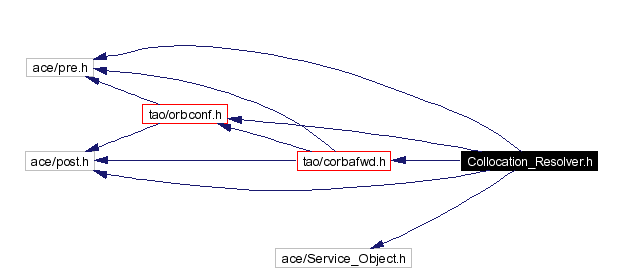 ace/pre.h
tao/orbconf.h
ace/post.h
tao/corbafwd.h
Collocation_Resolver.h
ace/Service_Object.h